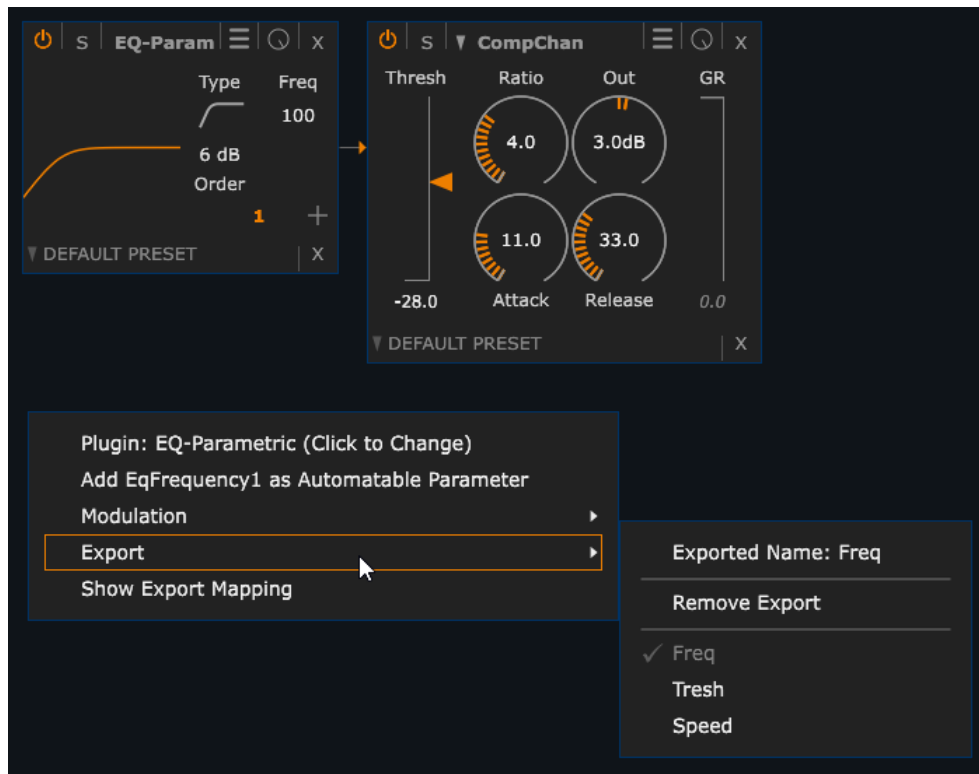 S EQ-Param X
Type Freq
100
6 dB
Order
1 +
DEFAULT PRESET X
S CompChan X
Thresh Ratio Out GR
4.0 3.0dB
11.0 33.0
-28.0 Attack Release 0.0
DEFAULT PRESET X
Plugin: EQ-Parametric (Click to Change)
Add EqFrequency1 as Automatable Parameter
Modulation
Export
Show Export Mapping
Exported Name: Freq
Remove Export
Freq
Tresh
Speed